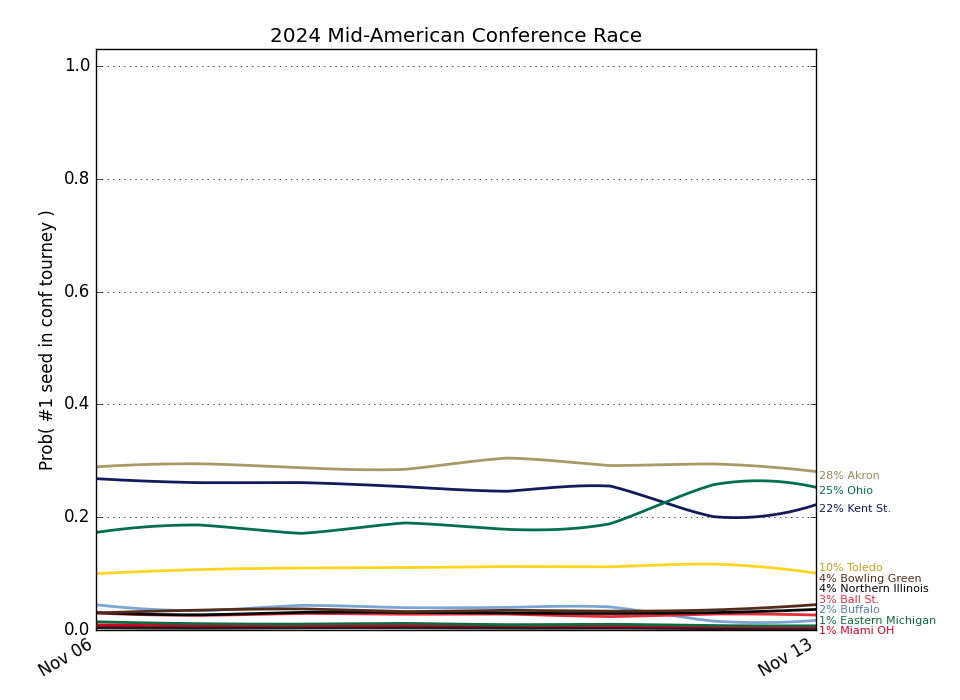 2024 Mid-American Conference Race
Prob( #1 seed in conf tourney )
1.0
0.8
0.6
0.4
0.2
0.0
Nov 06
Nov 13
28% Akron
25% Ohio
22% Kent St.
10% Toledo
4% Bowling Green
4% Northern Illinois
3% Ball St.
2% Buffalo
1% Eastern Michigan
1% Miami OH